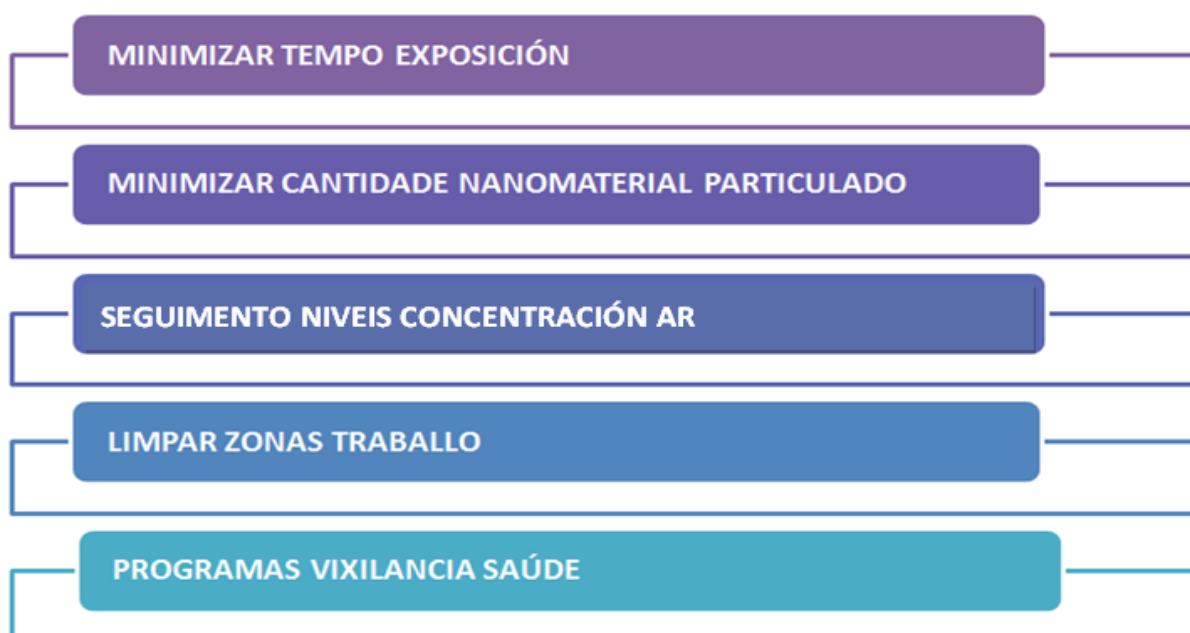 MINIMIZAR TEMPO EXPOSICIÓN
MINIMIZAR CANTIDADE NANOMATERIAL PARTICULADO
SEGUIMENTO NIVEIS CONCENTRACIÓN AR
LIMPAR ZONAS TRABALLO
PROGRAMAS VIXILANCIA SAÚDE